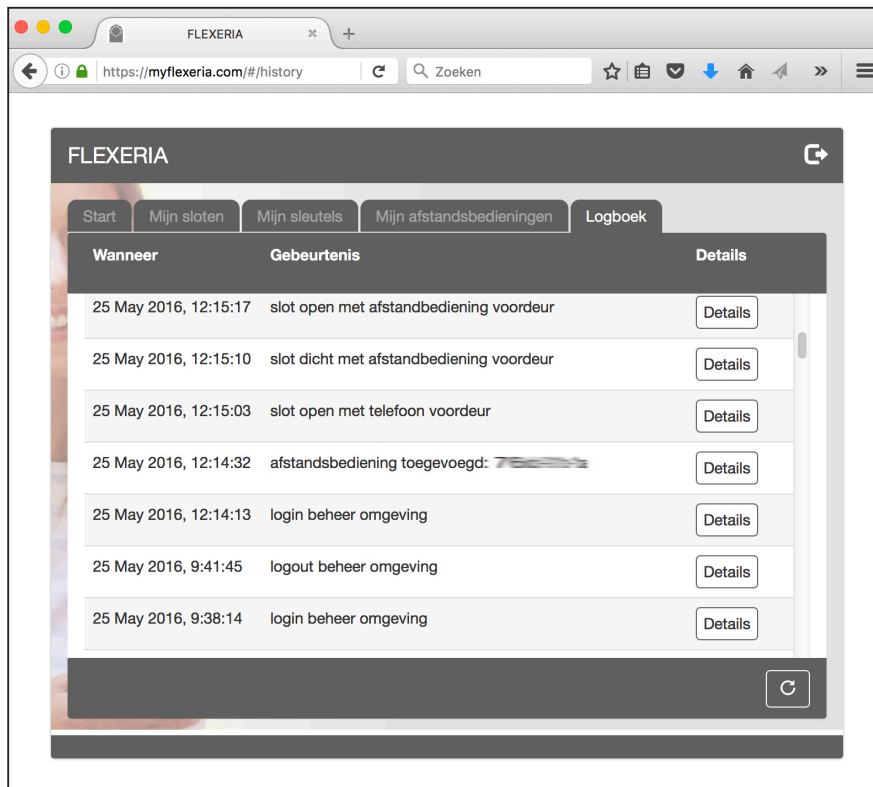 FLEXERIA
https://myflexeria.com/#/history
Zoeken
FLEXERIA
Start Mijn sloten Mijn sleutels Mijn afstandsbedieningen Logboek
Wanneer Gebeurtenis Details
25 May 2016, 12:15:17 slot open met afstandbediening voordeur Details
25 May 2016, 12:15:10 slot dicht met afstandbediening voordeur Details
25 May 2016, 12:15:03 slot open met telefoon voordeur Details
25 May 2016, 12:14:32 afstandsbediening toegevoegd: Details
25 May 2016, 12:14:13 login beheer omgeving Details
25 May 2016, 9:41:45 logout beheer omgeving Details
25 May 2016, 9:38:14 login beheer omgeving Details